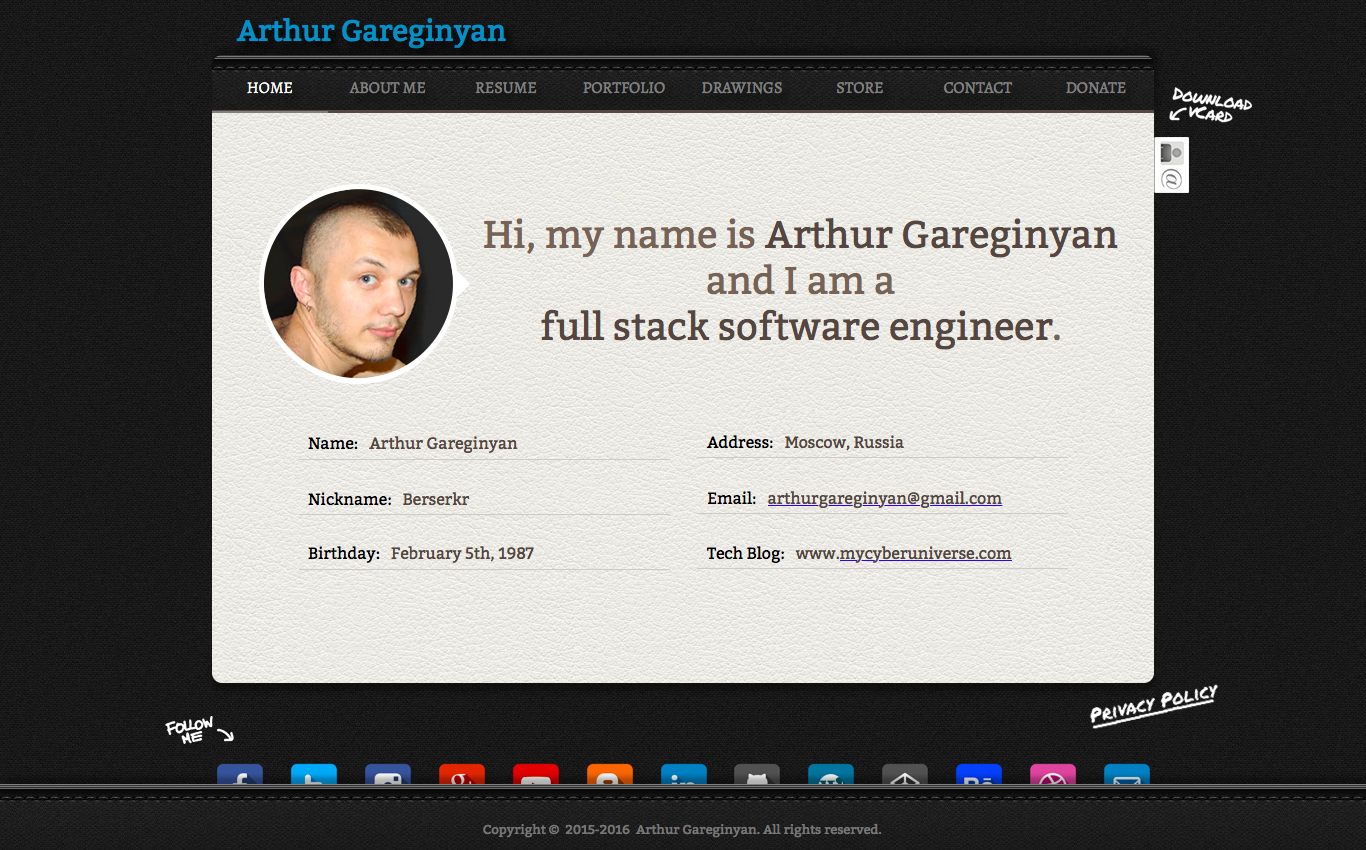 Arthur Gareginyan
HOME ABOUT ME RESUME PORTFOLIO DRAWINGS STORE CONTACT DONATE
Download
vCard
@
Hi, my name is Arthur Gareginyan
and I am a
full stack software engineer.
Name: Arthur Gareginyan
Address: Moscow, Russia
Nickname: Berserkr
Email: arthurgareginyan@gmail.com
Birthday: February 5th, 1987
Tech Blog: www.mycyberuniverse.com
Privacy Policy
Follow
me
Copyright © 2015-2016 Arthur Gareginyan. All rights reserved.